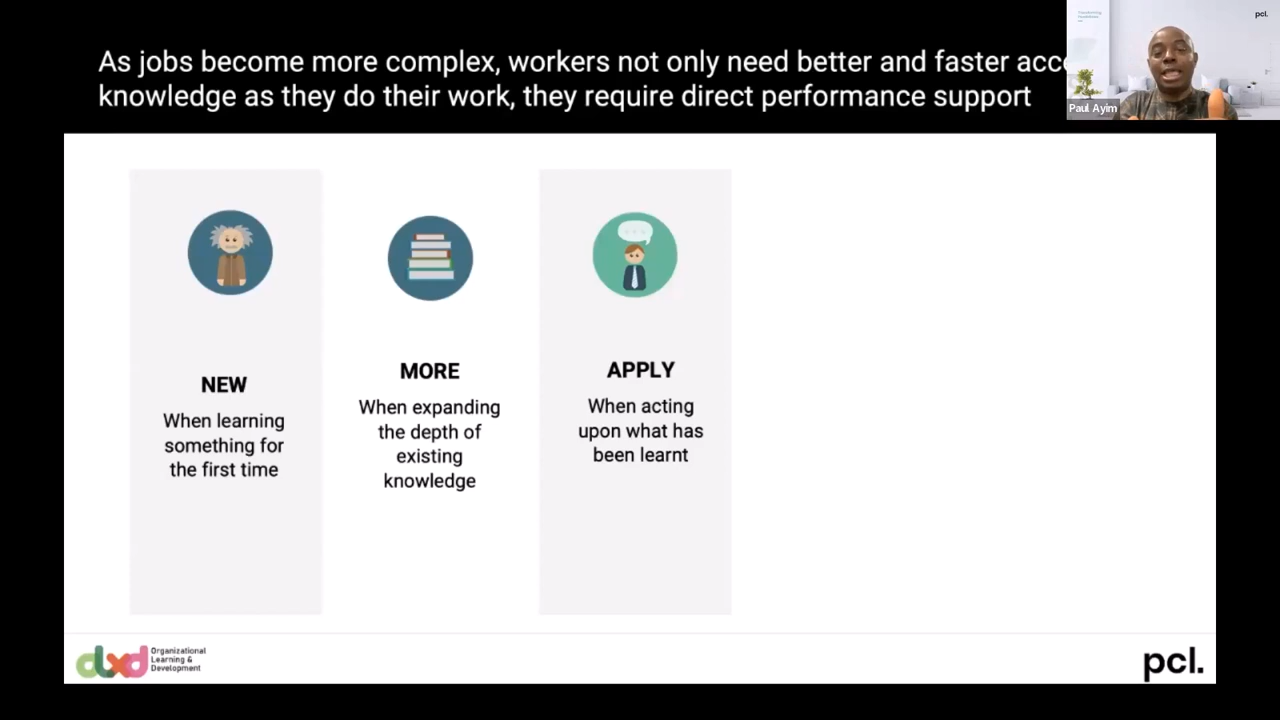 As jobs become more complex, workers not only need better and faster acce
knowledge as they do their work, they require direct performance support
pcl.
Paul Ayim
NEW
When learning
something for
the first time
MORE
When expanding
the depth of
existing
knowledge
APPLY
When acting
upon what has
been learnt
dlxd
Organizational
Learning &
Development
pcl.